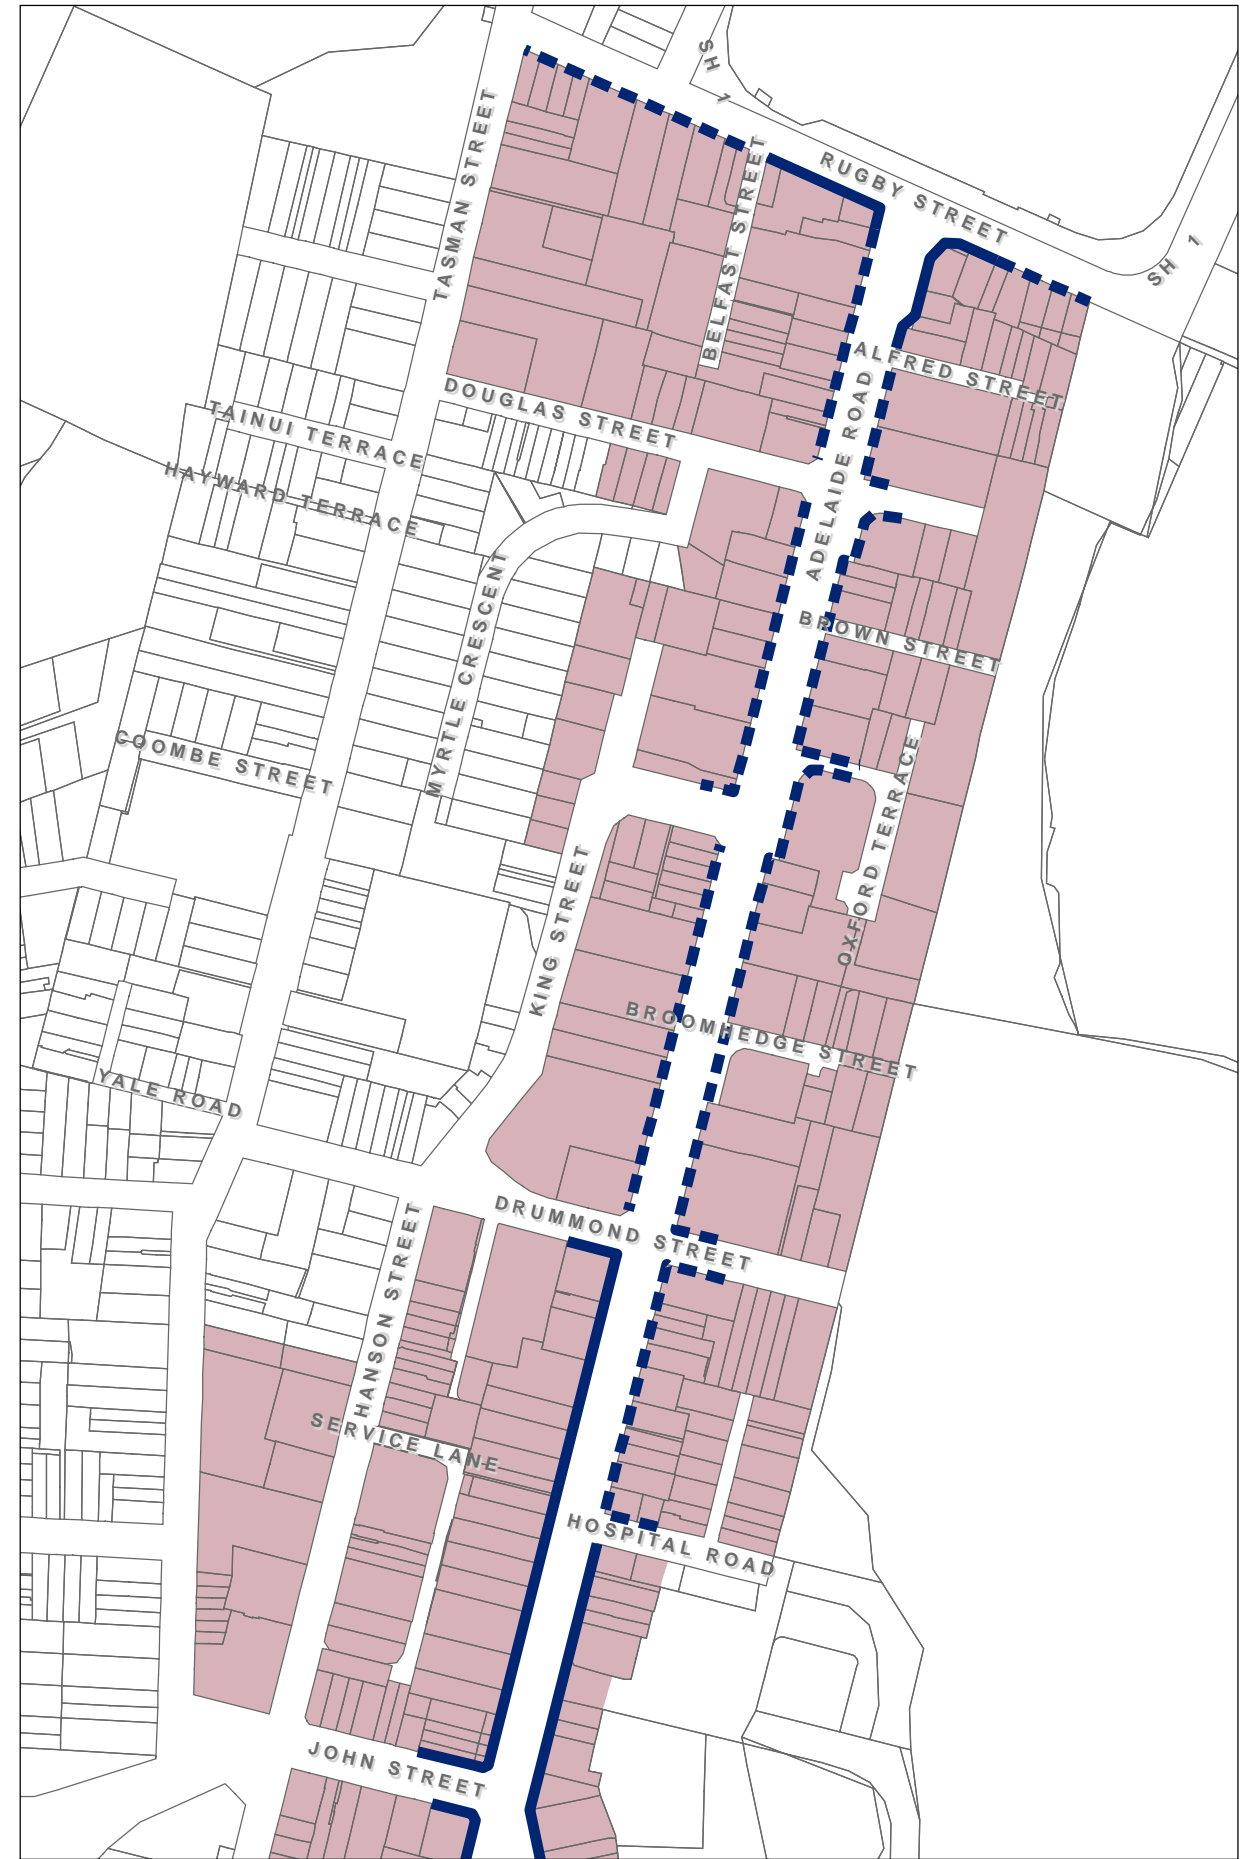 SH 1
RUGBY STREET
SH 1
TASMAN STREET
BELFAST STREET
ALFRED STREET
DOUGLAS STREET
TAINUI TERRACE
HAYWARD TERRACE
ADELAIDE ROAD
BROWN STREET
MYRTLE CRESCENT
COOMBE STREET
OXFORD TERRACE
KING STREET
BROOMHEDGE STREET
YALE ROAD
DRUMMOND STREET
HANSON STREET
SERVICE LANE
HOSPITAL ROAD
JOHN STREET